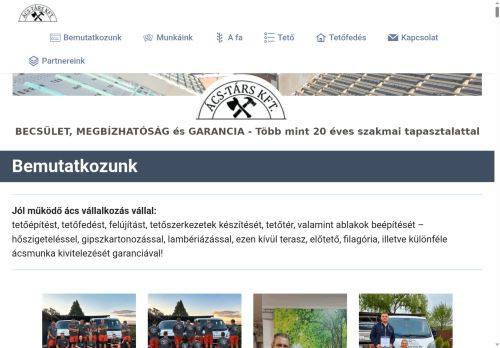 ÁCS-TÁRS KFT.
Bemutatkozunk
Munkáink
A fa
Tető
Tetőfedés
Kapcsolat
Partnereink
ÁCS-TÁRS KFT.
BECSÜLET, MEGBÍZHATÓSÁG és GARANCIA - Több mint 20 éves szakmai tapasztalattal
Bemutatkozunk
Jól működő ács vállalkozás vállal:
tetőépítést, tetőfedést, felújítást, tetőszerkezetek készítését, tetőtér, valamint ablakok beépítését –
hőszigeteléssel, gipszkartonozással, lambériázással, ezen kívül terasz, előtető, filagória, illetve különféle
ácsmunka kivitelezését garanciával!